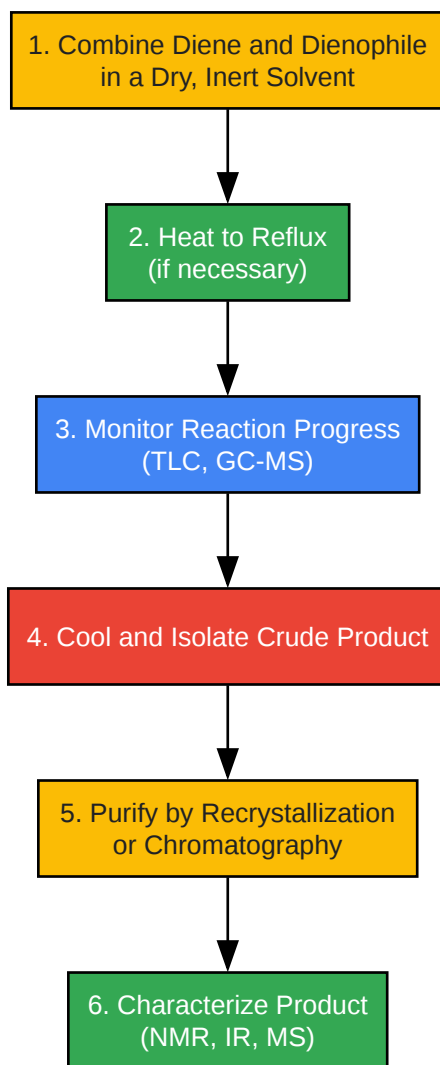 1. Combine Diene and Dienophile
in a Dry, Inert Solvent
2. Heat to Reflux
(if necessary)
3. Monitor Reaction Progress
(TLC, GC-MS)
4. Cool and Isolate Crude Product
5. Purify by Recrystallization
or Chromatography
6. Characterize Product
(NMR, IR, MS)